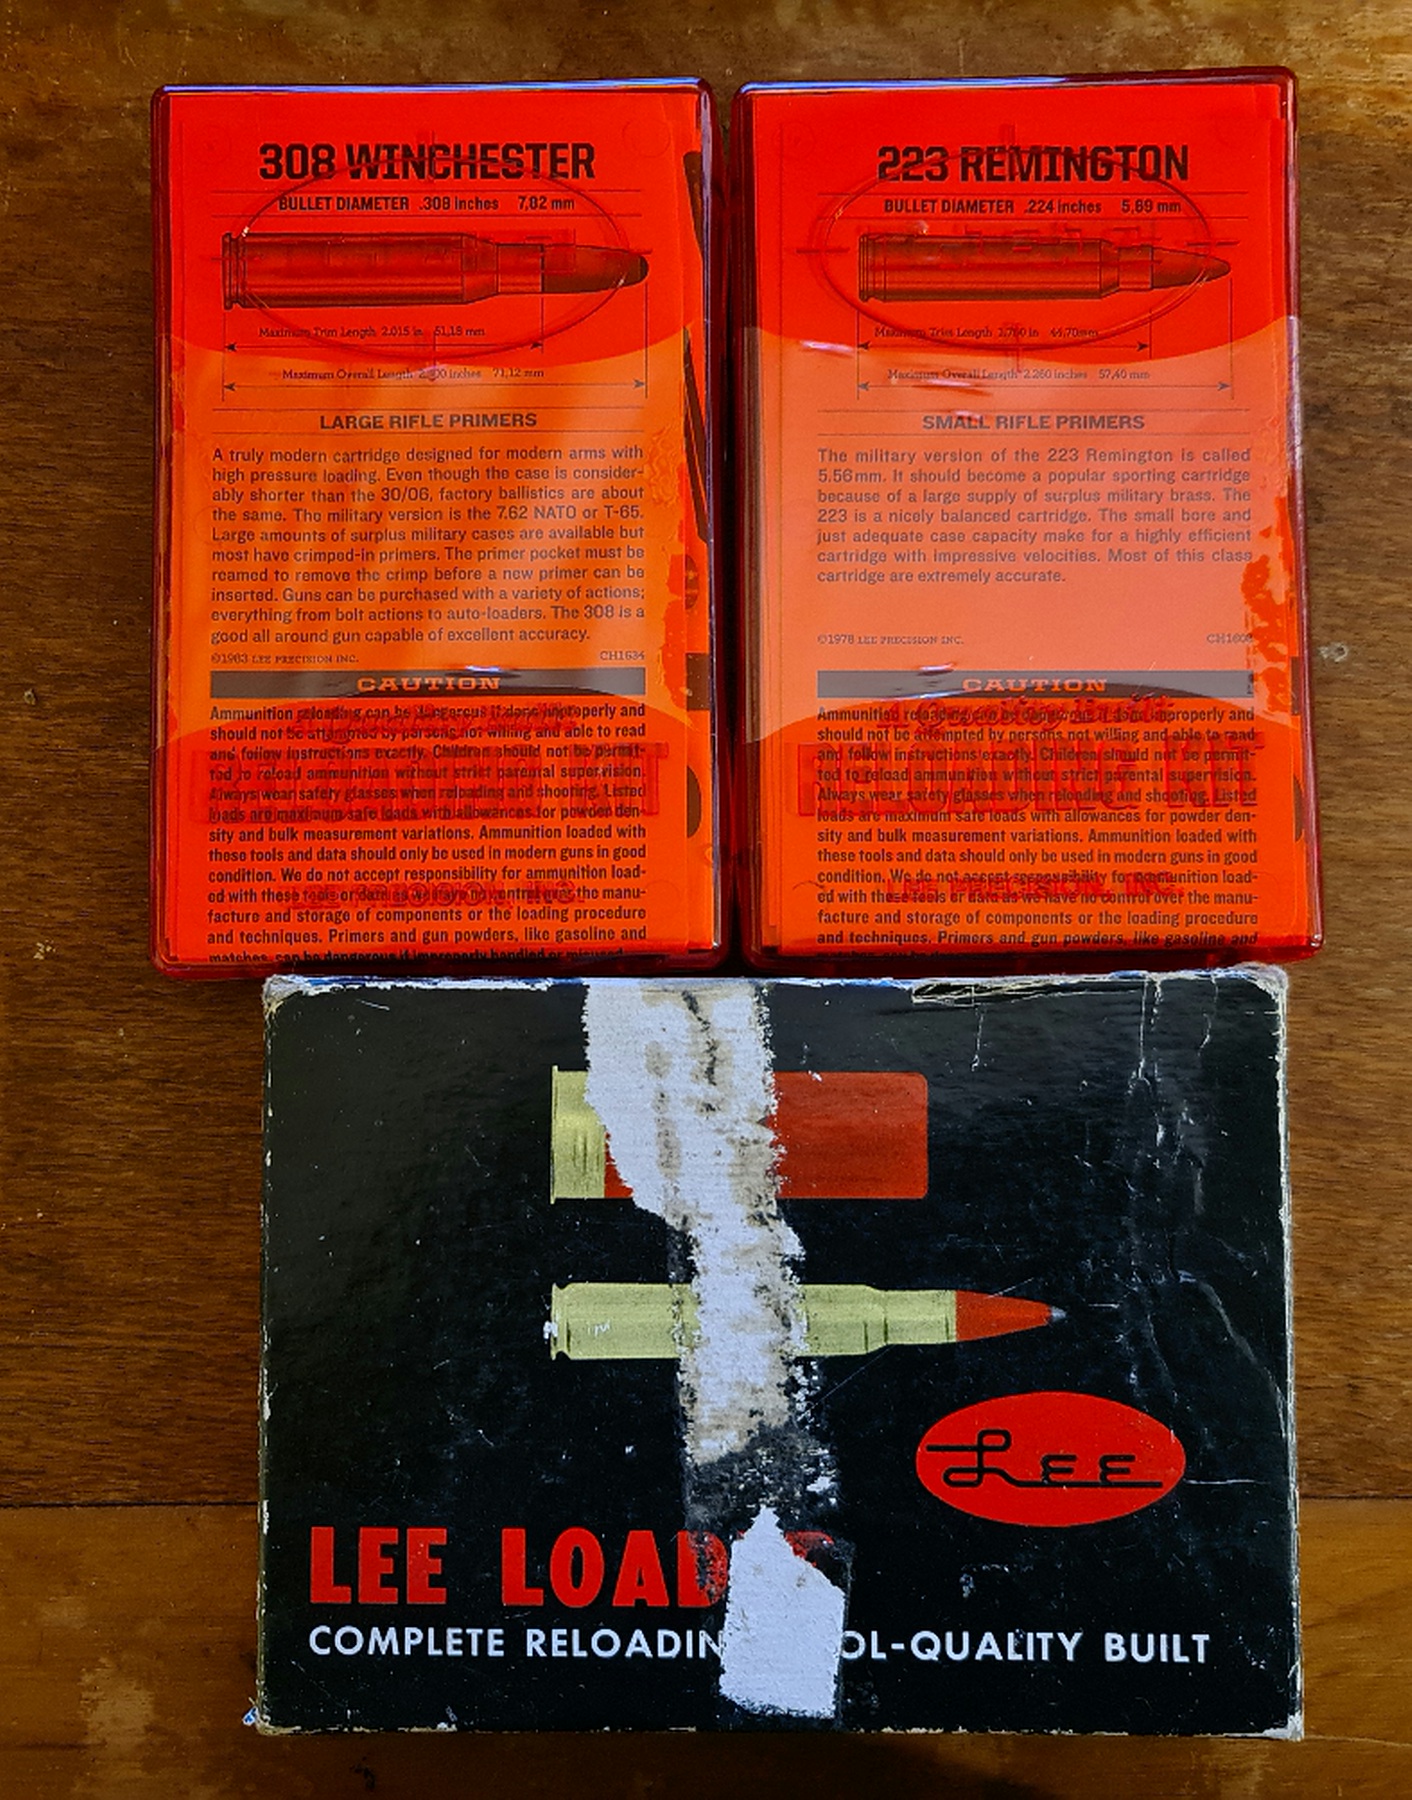 308 WINCHESTER
BULLET DIAMETER .308 inches 7,82 mm
Maximum Trim Length 2.015 in 51,18 mm
Maximum Overall Length 2.800 inches 71,12 mm
LARGE RIFLE PRIMERS
A truly modern cartridge designed for modern arms with
high pressure loading. Even though the case is consider-
ably shorter than the 30/06, factory ballistics are about
the same. The military version is the 7.62 NATO or T-65.
Large amounts of surplus military cases are available but
most have crimped-in primers. The primer pocket must be
reamed to remove the crimp before a new primer can be
inserted. Guns can be purchased with a variety of actions;
everything from bolt actions to auto-loaders. The 308 is a
good all around gun capable of excellent accuracy.
©1983 LEE PRECISION INC. CH1634
CAUTION
Ammunition reloading can be dangerous if done improperly and
should not be attempted by persons not willing and able to read
and follow instructions exactly. Children should not be permit-
ted to reload ammunition without strict parental supervision.
Always wear safety glasses when reloading and shooting. Listed
loads are maximum safe loads with allowances for powder den-
sity and bulk measurement variations. Ammunition loaded with
these tools and data should only be used in modern guns in good
condition. We do not accept responsibility for ammunition load-
ed with these tools or data as we have no control over the manu-
facture and storage of components or the loading procedure
and techniques. Primers and gun powders, like gasoline and
matches, can be dangerous if improperly handled or misused.
223 REMINGTON
BULLET DIAMETER .224 inches 5,69 mm
Maximum Trim Length 1.760 in 44,70 mm
Maximum Overall Length 2.260 inches 57,40 mm
SMALL RIFLE PRIMERS
The military version of the 223 Remington is called
5.56mm. It should become a popular sporting cartridge
because of a large supply of surplus military brass. The
223 is a nicely balanced cartridge. The small bore and
just adequate case capacity make for a highly efficient
cartridge with impressive velocities. Most of this class
cartridge are extremely accurate.
©1978 LEE PRECISION INC.
CAUTION
Ammunition reloading can be dangerous if done improperly and
should not be attempted by persons not willing and able to read
and follow instructions exactly. Children should not be permit-
ted to reload ammunition without strict parental supervision.
Always wear safety glasses when reloading and shooting. Listed
loads are maximum safe loads with allowances for powder den-
sity and bulk measurement variations. Ammunition loaded with
these tools and data should only be used in modern guns in good
condition. We do not accept responsibility for ammunition load-
ed with these tools or data as we have no control over the manu-
facture and storage of components or the loading procedure
and techniques. Primers and gun powders, like gasoline and
LEE PRECISION, INC.
Lee
LEE LOAD
COMPLETE RELOADIN OL-QUALITY BUILT